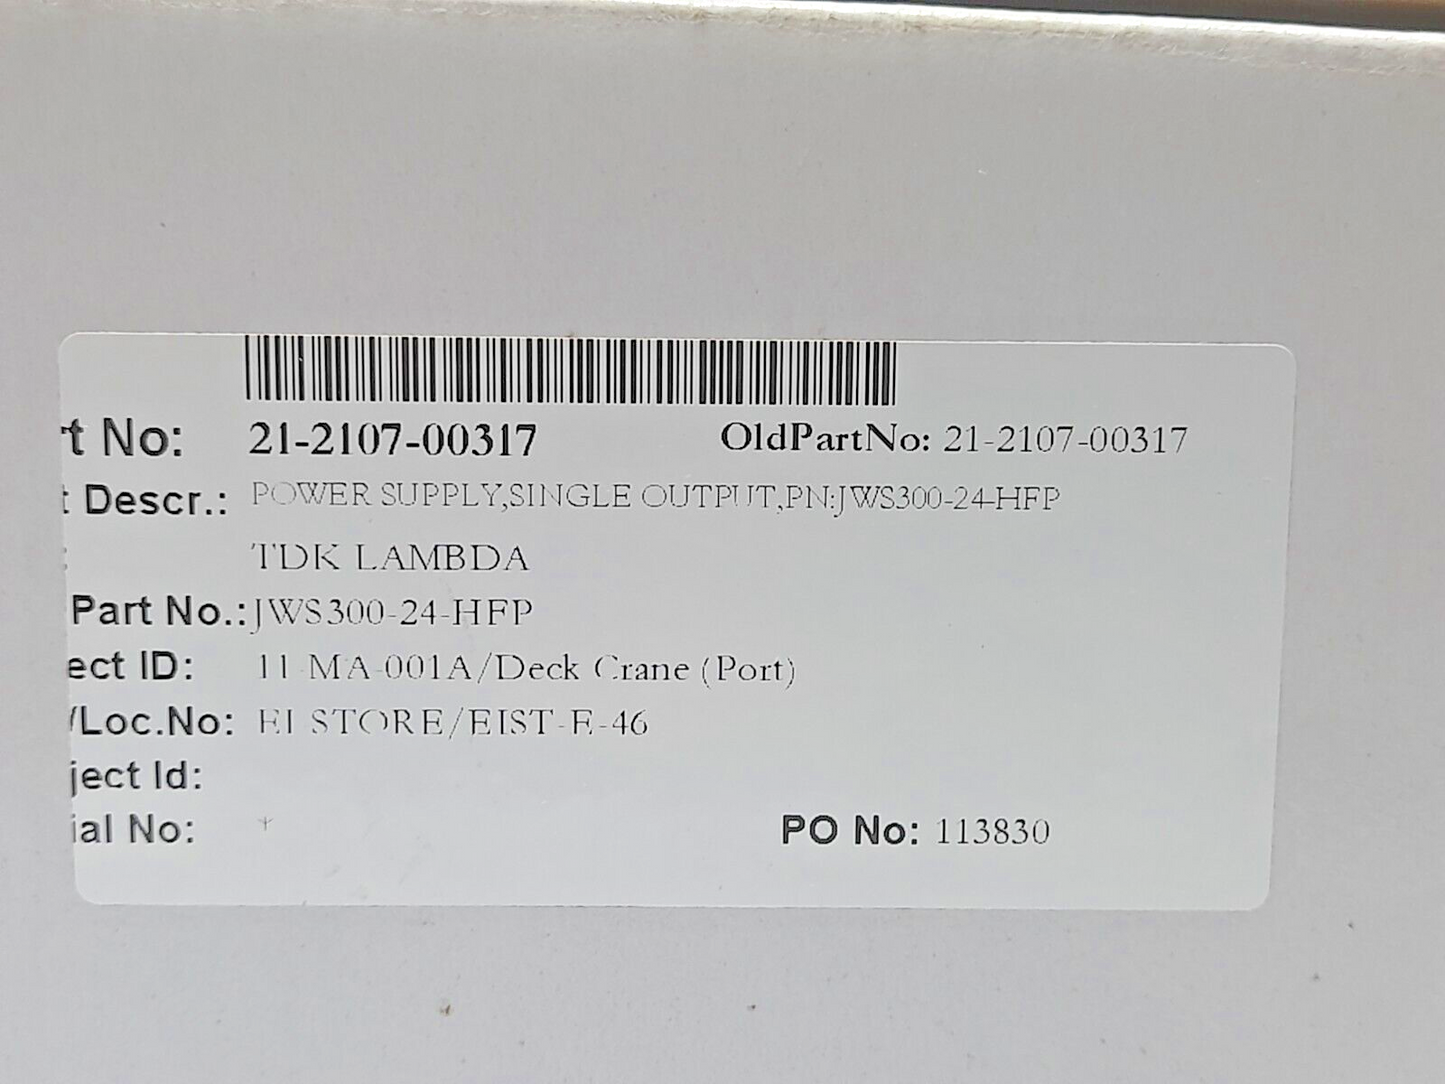 t No: 21-2107-00317 OldPartNo: 21-2107-00317
t Descr.: POWER SUPPLY,SINGLE OUTPUT,PN:JWS300-24-HFP
: TDK LAMBDA
Part No.: JWS300-24-HFP
ect ID: 11-MA-001A/Deck Crane (Port)
/Loc.No: EI STORE/EIST-E-46
ject Id:
ial No: * PO No: 113830